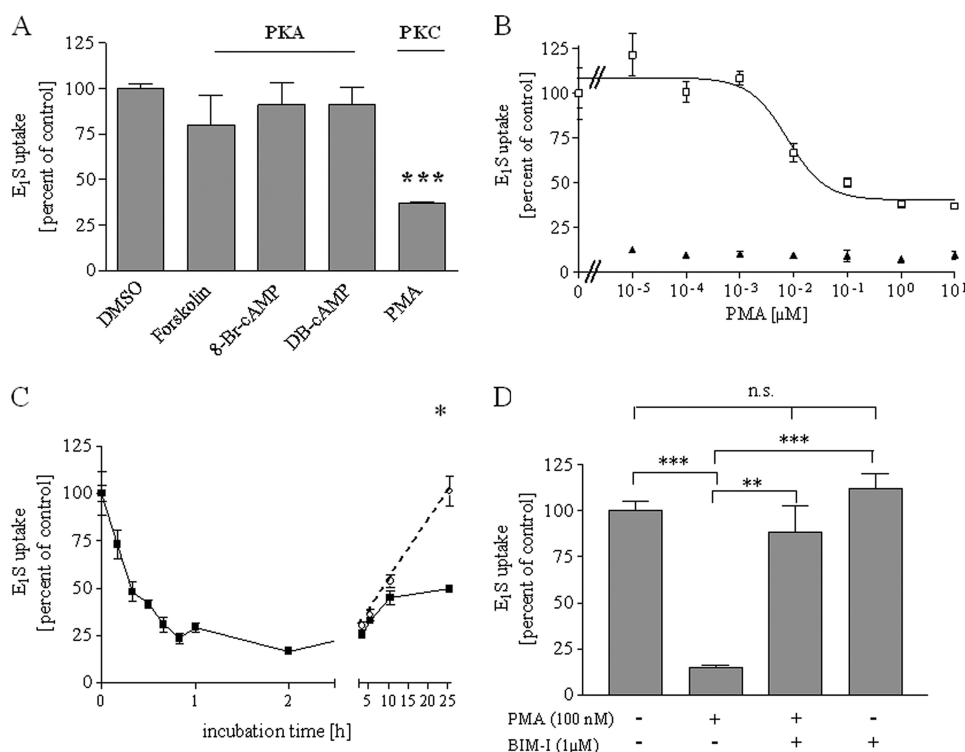 A
PKA
PKC
E1S uptake
[percent of control]
125
100
75
50
25
0
***
DMSO
Forskolin
8-Br-cAMP
DB-cAMP
PMA
B
E1S uptake
[percent of control]
125
100
75
50
25
0
0
10-5
10-4
10-3
10-2
10-1
100
101
PMA [µM]
C
*
E1S uptake
[percent of control]
125
100
75
50
25
0
0
1
2
5
10
15
20
25
incubation time [h]
D
n.s.
***
***
**
E1S uptake
[percent of control]
125
100
75
50
25
0
PMA (100 nM) - + + -
BIM-I (1µM) - - + +